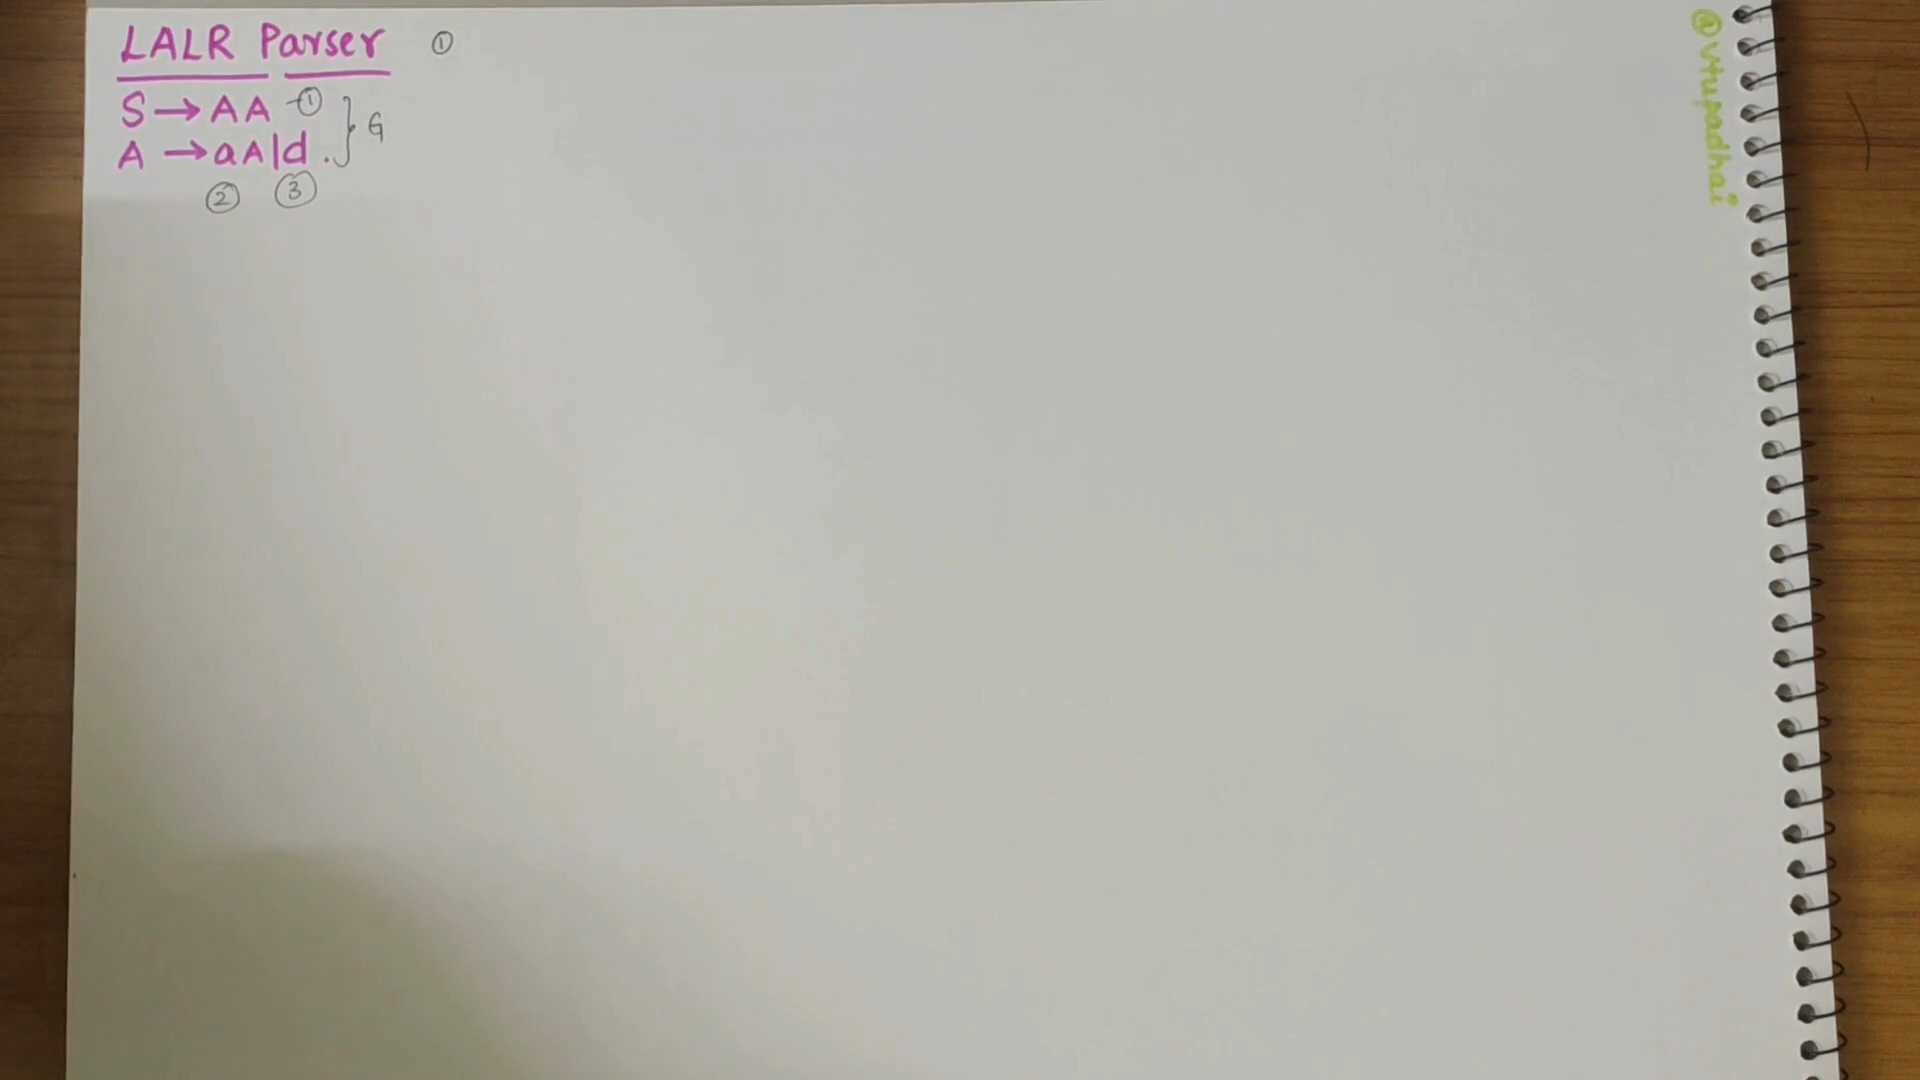 LALR Parser ①
S → AA - ① } G
A → aA|d .
② ③
@vtupadhai